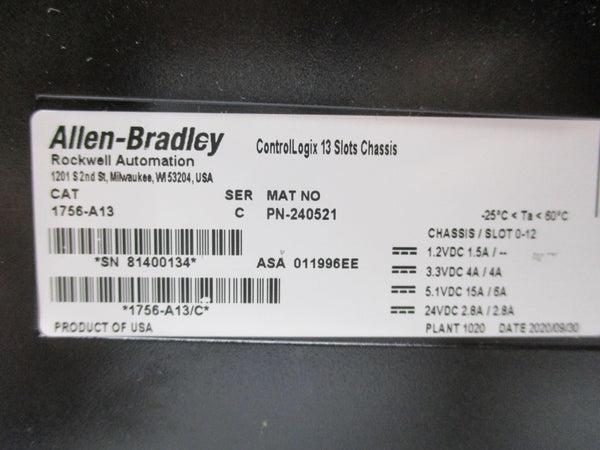 Allen-Bradley
ControlLogix 13 Slots Chassis
Rockwell Automation
1201 S 2nd St, Milwaukee, WI 53204, USA
CAT SER MAT NO
1756-A13 C PN-240521
-25°C < Ta < 60°C
CHASSIS / SLOT 0-12
1.2VDC 1.5A / --
*SN 81400134* ASA 011996EE
3.3VDC 4A / 4A
5.1VDC 15A / 6A
*1756-A13/C*
24VDC 2.8A / 2.8A
PRODUCT OF USA
PLANT 1020 DATE 2020/09/30